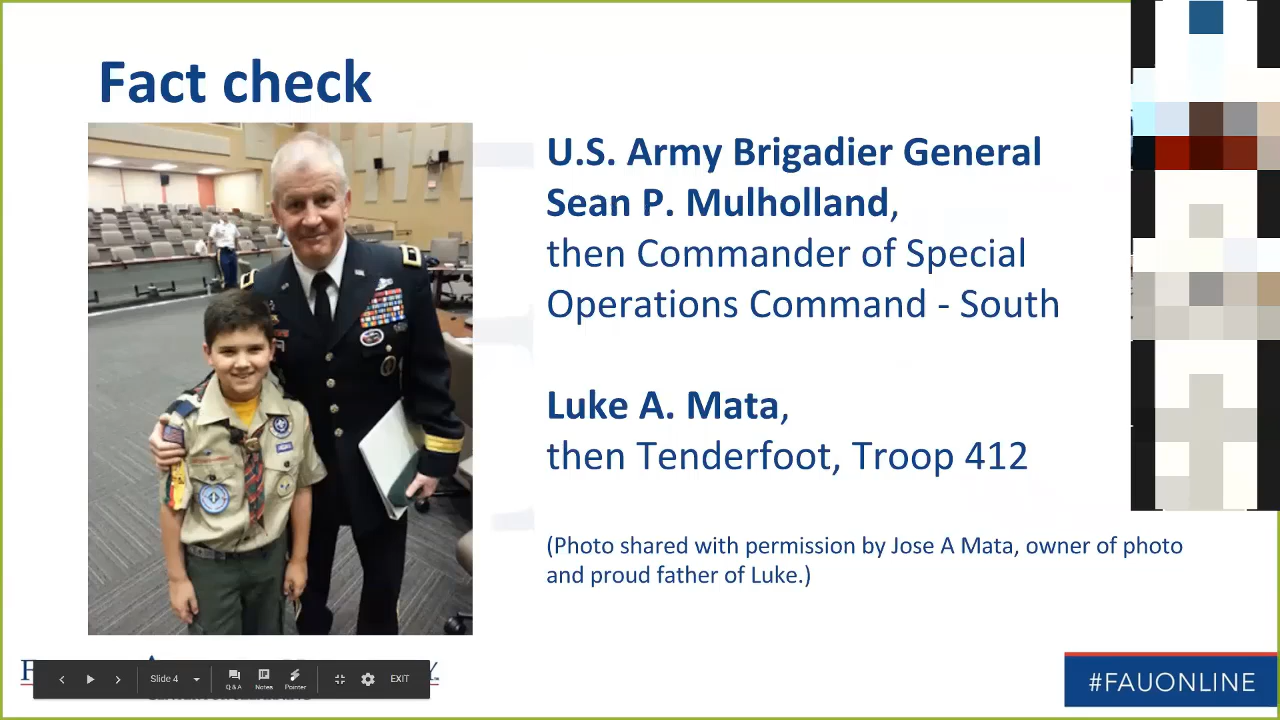 Fact check
U.S. Army Brigadier General
Sean P. Mulholland,
then Commander of Special
Operations Command - South
Luke A. Mata,
then Tenderfoot, Troop 412
(Photo shared with permission by Jose A Mata, owner of photo
and proud father of Luke.)
Slide 4
Q & A
Notes
Pointer
EXIT
#FAUONLINE